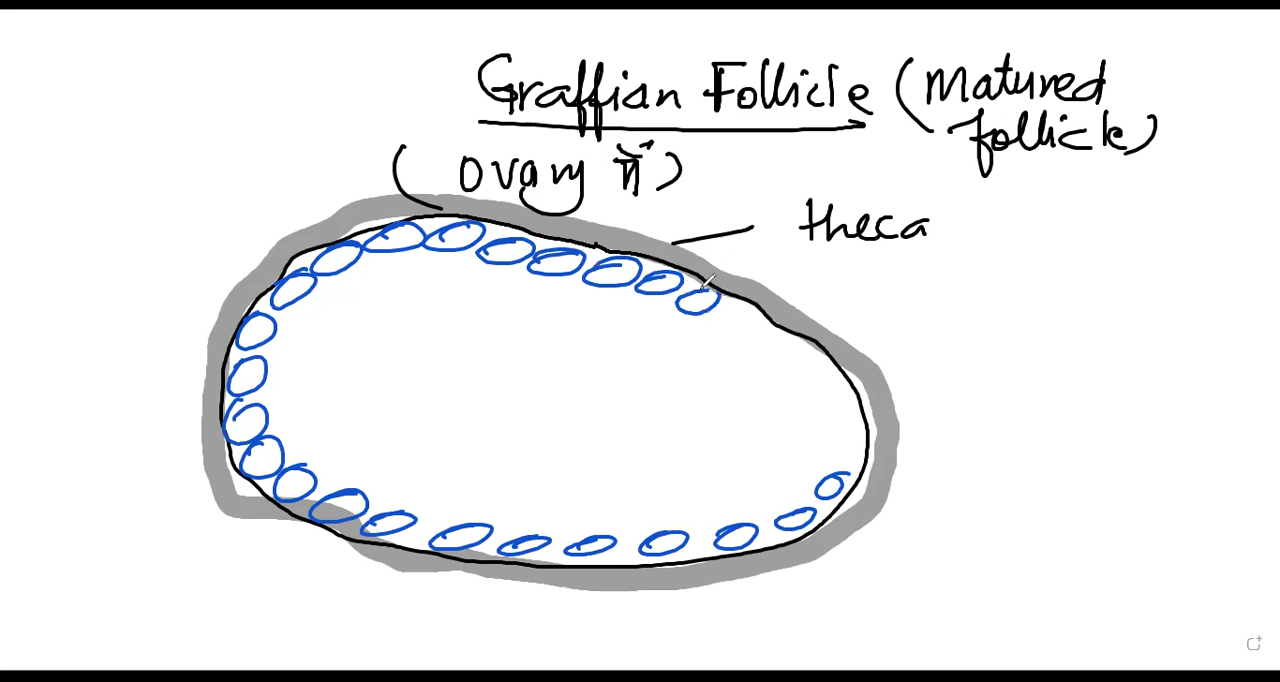 Graffian Follicle (Matured
follicle)
(ovary में)
theca